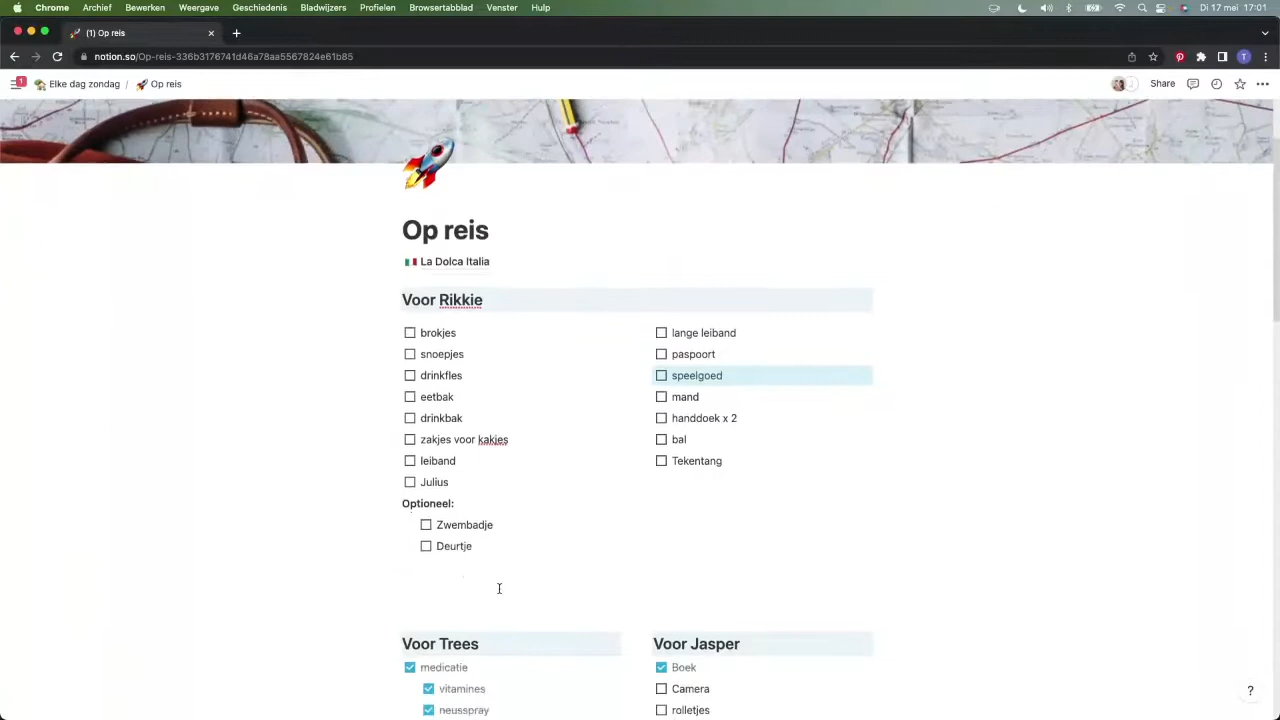 Chrome Archief Bewerken Weergave Geschiedenis Bladwijzers Profielen Browsertabblad Venster Hulp Di 17 mei 17:01
(1) Op reis
notion.so/Op-reis-336b3176741d46a78aa5567824e61b85 T
1 Elke dag zondag / Op reis J Share
Op reis
La Dolca Italia
Voor Rikkie
brokjes
snoepjes
drinkfles
eetbak
drinkbak
zakjes voor kakjes
leiband
Julius
Optioneel:
Zwembadje
Deurtje
lange leiband
paspoort
speelgoed
mand
handdoek x 2
bal
Tekentang
Voor Trees
medicatie
vitamines
neusspray
Voor Jasper
Boek
Camera
rolletjes
?